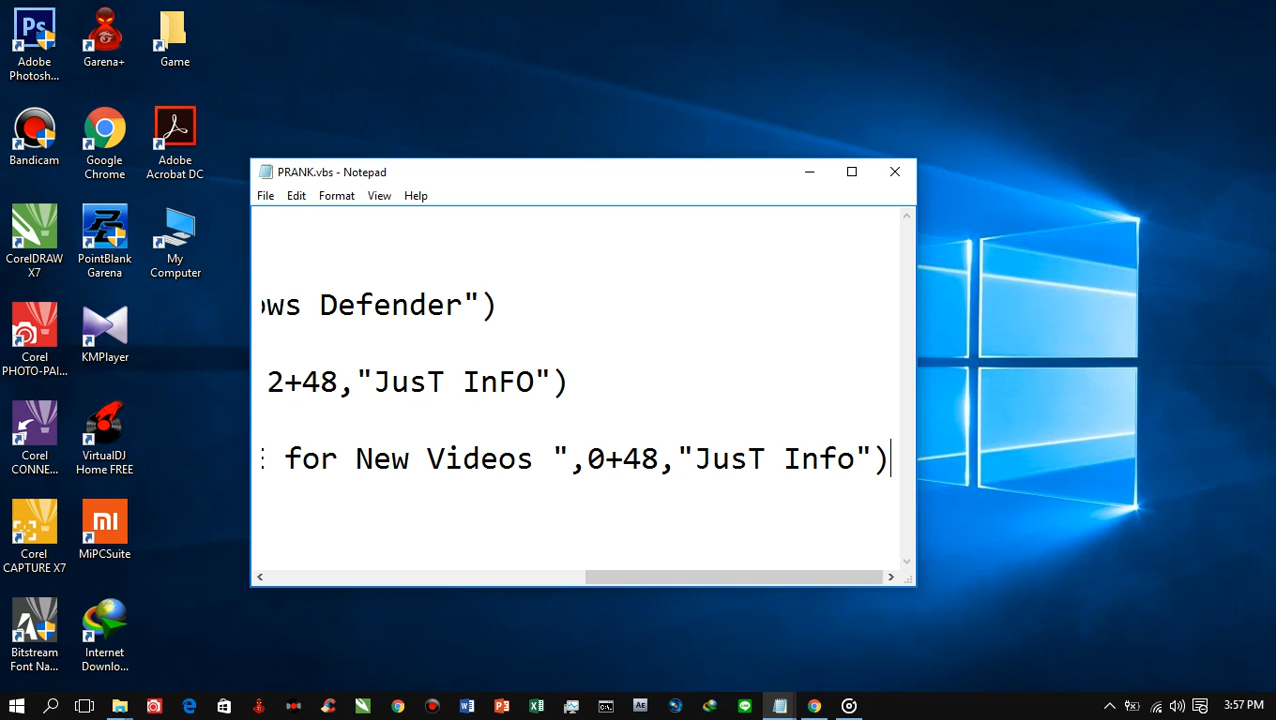 Adobe Photosh...
Garena+
Game
Bandicam
Google Chrome
Adobe Acrobat DC
CorelDRAW X7
PointBlank Garena
My Computer
Corel PHOTO-PAI...
KMPlayer
Corel CONNE...
VirtualDJ Home FREE
Corel CAPTURE X7
MiPCSuite
Bitstream Font Na...
Internet Downlo...
Ps
mi
PRANK.vbs - Notepad
File Edit Format View Help
ows Defender")
2+48,"JusT InFO")
for New Videos ",0+48,"JusT Info")
3:57 PM